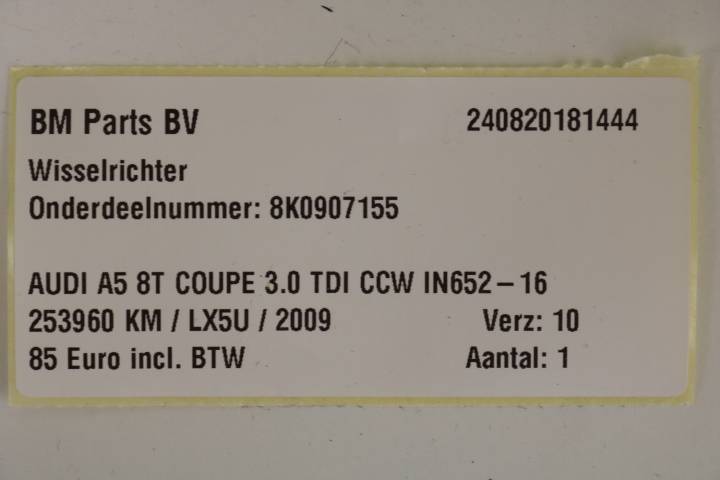 BM Parts BV 240820181444
Wisselrichter
Onderdeelnummer: 8K0907155
AUDI A5 8T COUPE 3.0 TDI CCW IN652-16
253960 KM / LX5U / 2009 Verz: 10
85 Euro incl. BTW Aantal: 1